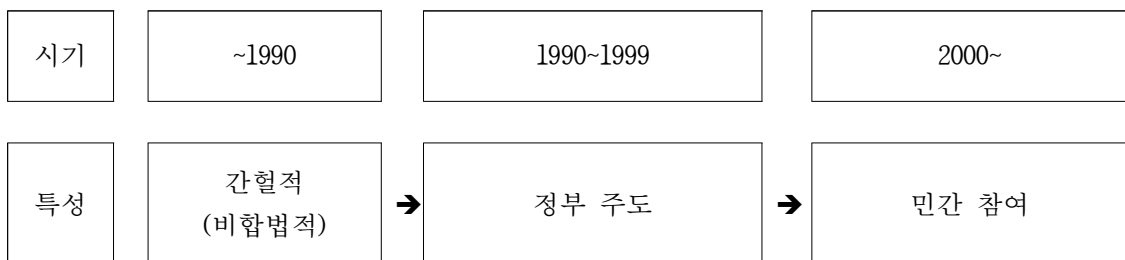 시기 ~1990 1990~1999 2000~
특성 간헐적
(비합법적) ➔ 정부 주도 ➔ 민간 참여